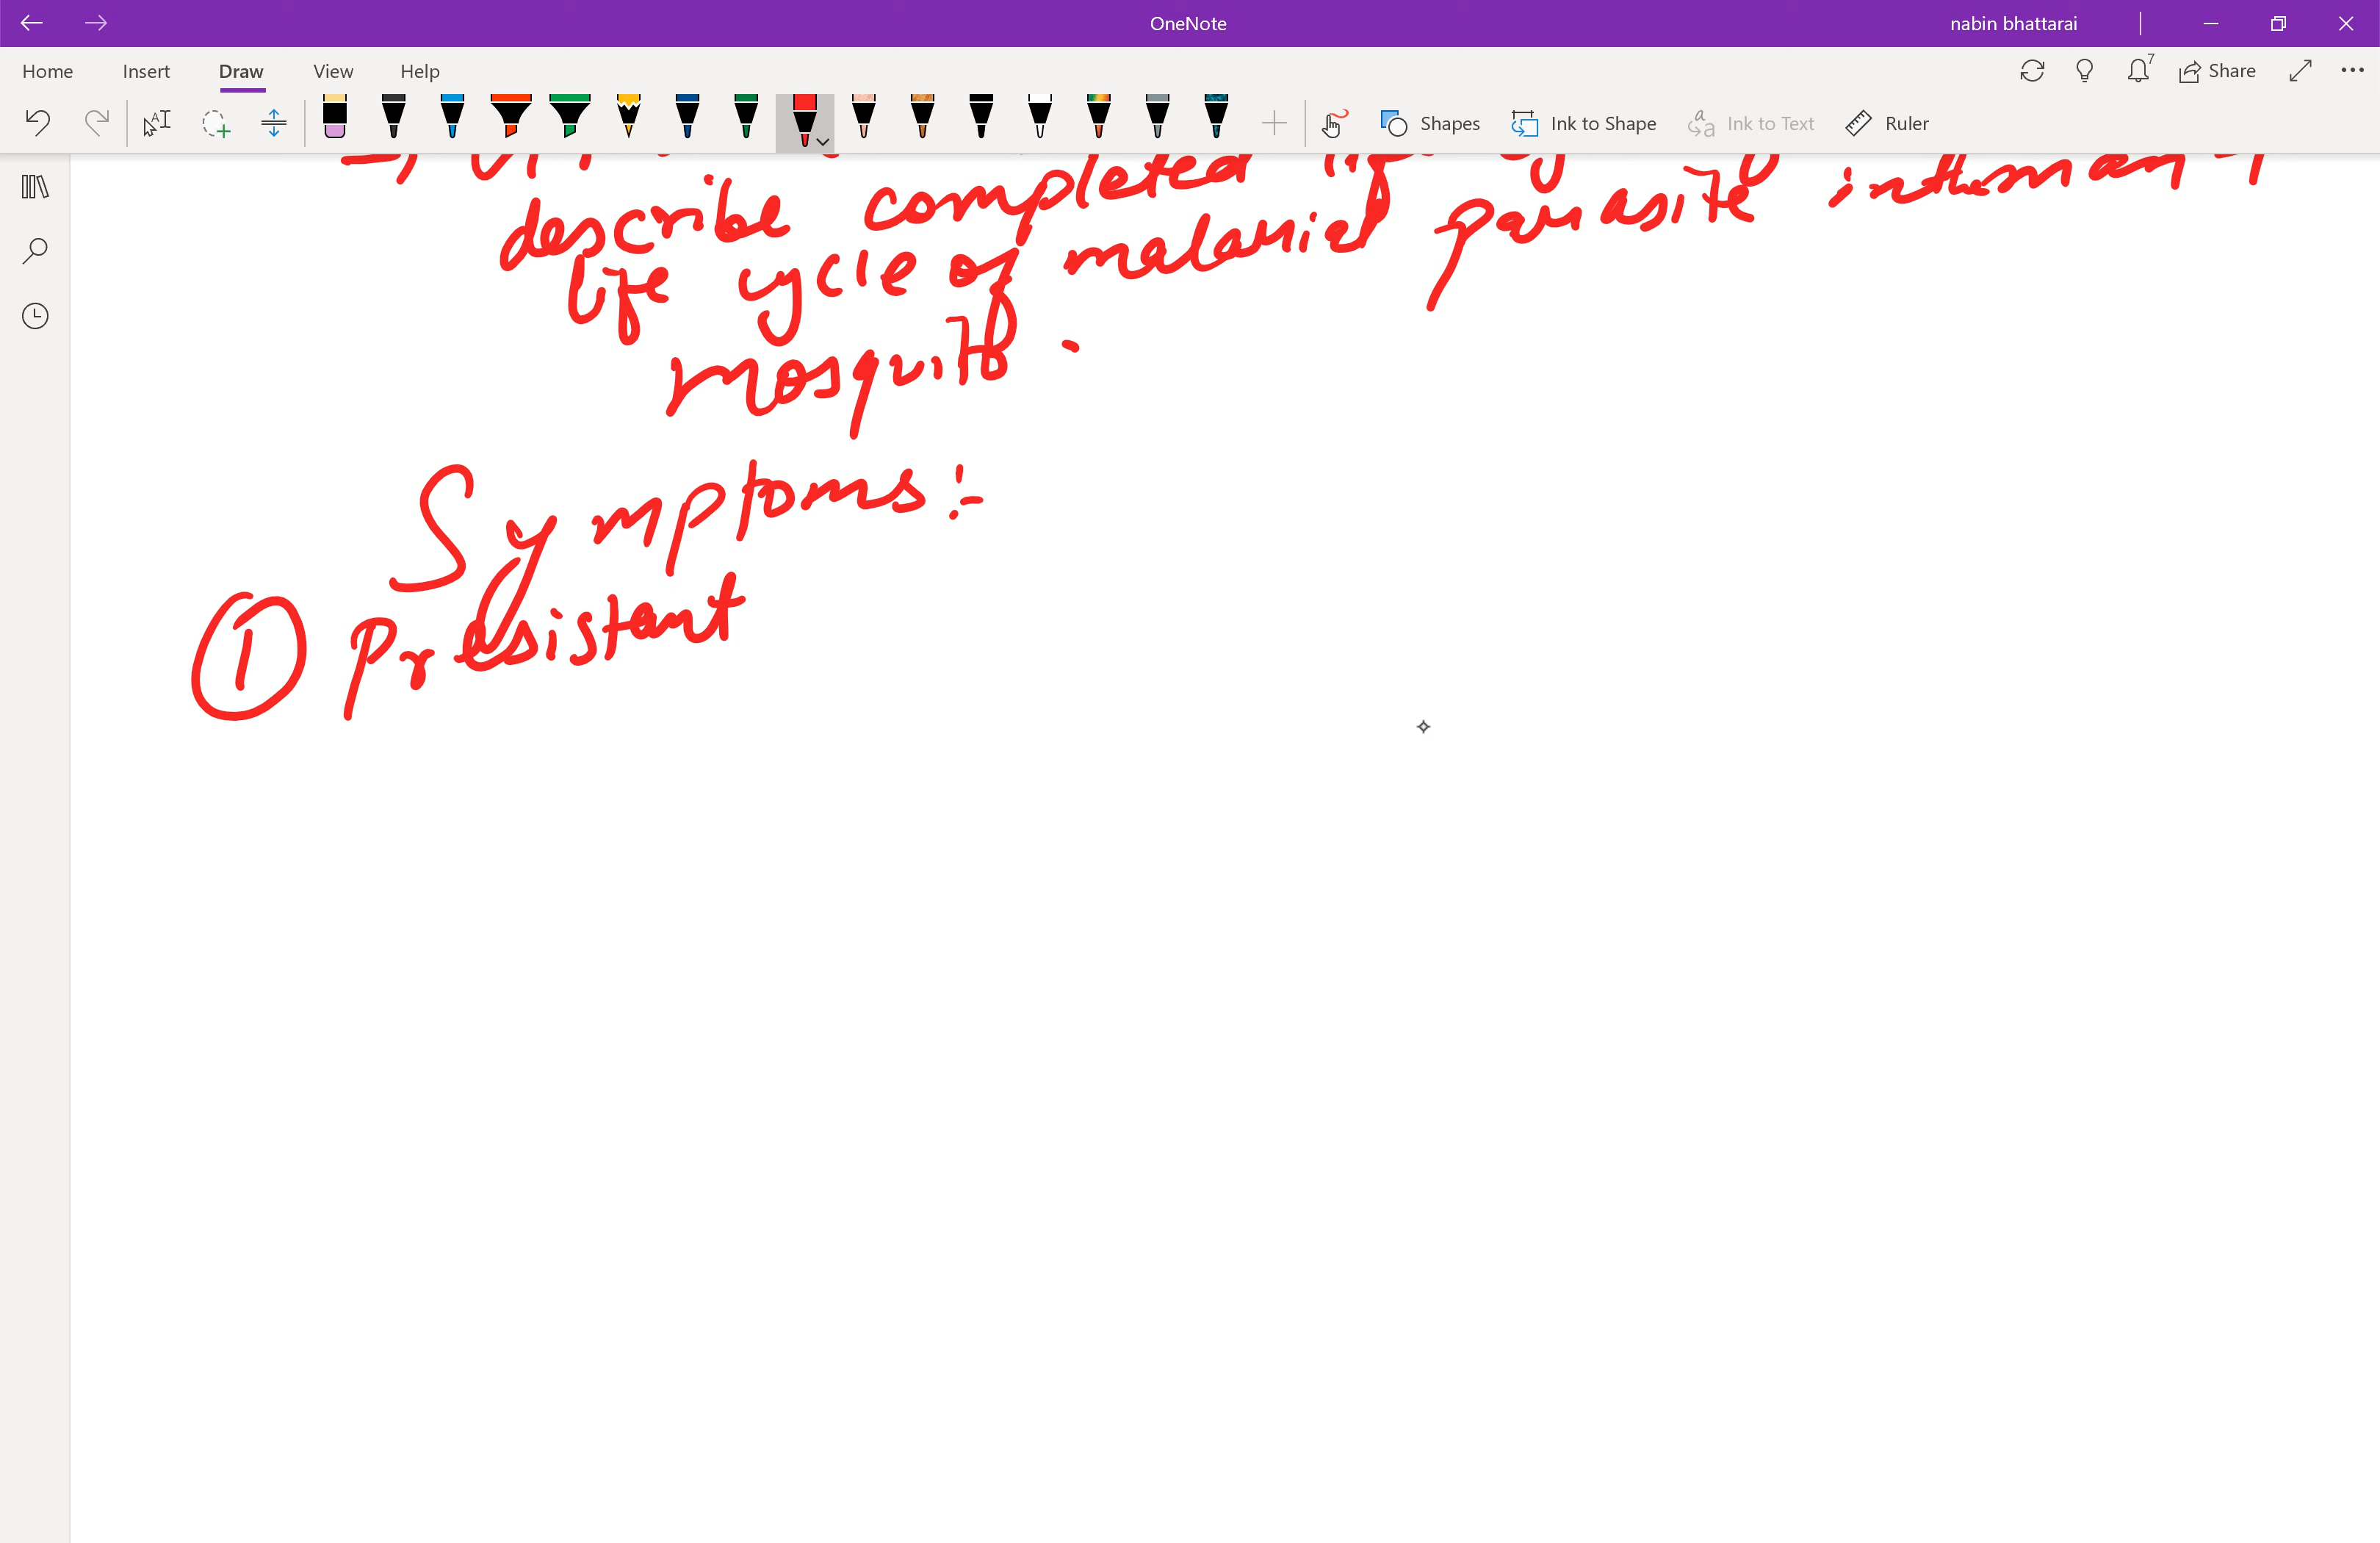 OneNote
nabin bhattarai
Home Insert Draw View Help
7
Share
Shapes
Ink to Shape
Ink to Text
Ruler
describe completed
life cycle of malarial parasite in human
mosquito .
Symptoms :-
① Presistant